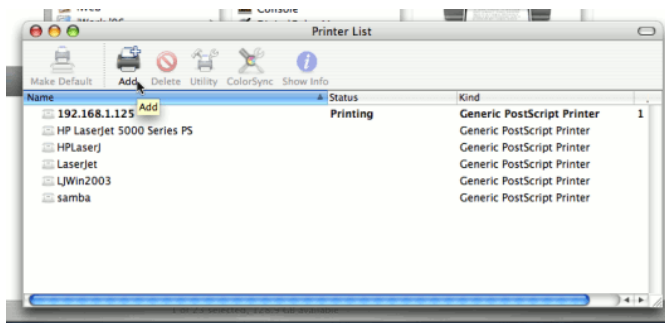 Console
Printer List
Make Default Add Delete Utility ColorSync Show Info
Name Status Kind
Add
192.168.1.125 Printing Generic PostScript Printer 1
HP LaserJet 5000 Series PS Generic PostScript Printer
HPLaserJ Generic PostScript Printer
LaserJet Generic PostScript Printer
LJWin2003 Generic PostScript Printer
samba Generic PostScript Printer